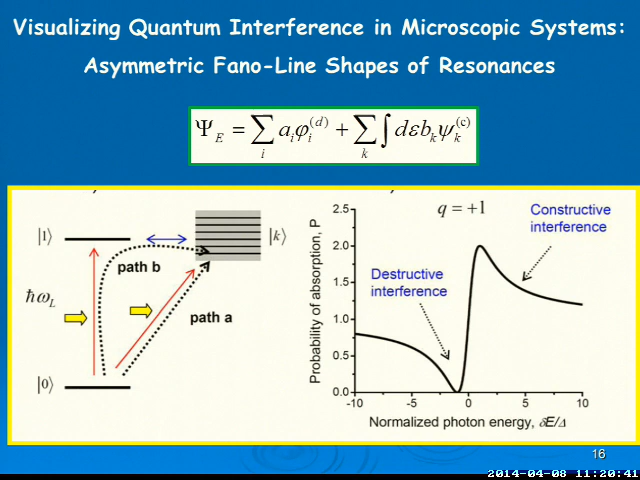 Visualizing Quantum Interference in Microscopic Systems:
Asymmetric Fano-Line Shapes of Resonances
Ψ_E = ∑_i a_i φ_i^(d) + ∑_k ∫ dε b_k ψ_k^(c)
|1⟩
|k⟩
path b
ħω_L
path a
|0⟩
q = +1
Constructive
interference
Destructive
interference
Probability of absorption, P
2.5
2.0
1.5
1.0
0.5
0.0
-10 -5 0 5 10
Normalized photon energy, δE/Δ
16
2014-04-08 11:20:41